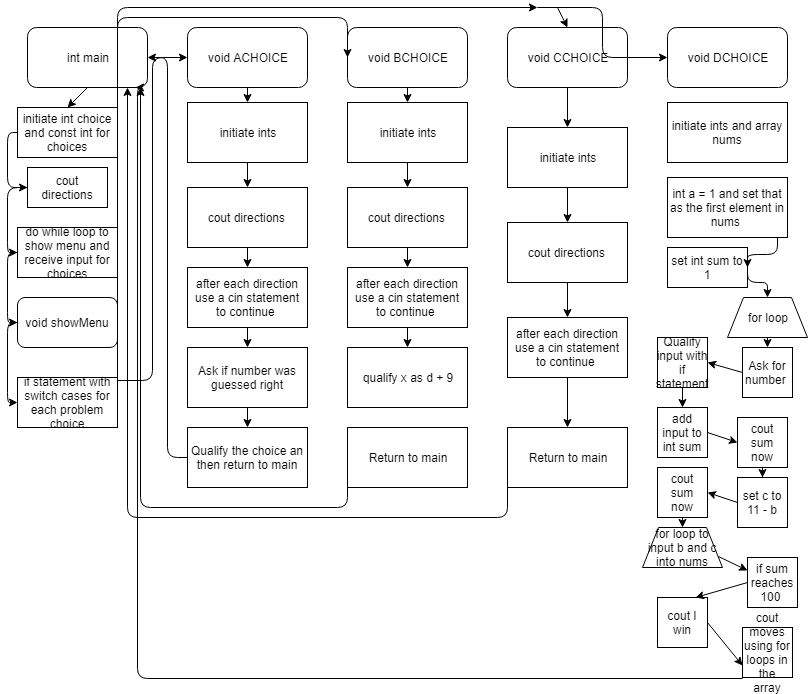 int main
initiate int choice
and const int for
choices
cout
directions
do while loop to
show menu and
receive input for
choices
void showMenu
if statement with
switch cases for
each problem
choice
void ACHOICE
initiate ints
cout directions
after each direction
use a cin statement
to continue
Ask if number was
guessed right
Qualify the choice an
then return to main
void BCHOICE
initiate ints
cout directions
after each direction
use a cin statement
to continue
qualify x as d + 9
Return to main
void CCHOICE
initiate ints
cout directions
after each direction
use a cin statement
to continue
Return to main
void DCHOICE
initiate ints and array
nums
int a = 1 and set that
as the first element in
nums
set int sum to
1
for loop
Ask for
number
Qualify
input with
if
statement
add
input to
int sum
cout
sum
now
set c to
11 - b
cout
sum
now
for loop to
input b and c
into nums
if sum
reaches
100
cout I
win
cout
moves
using for
loops in
the
array